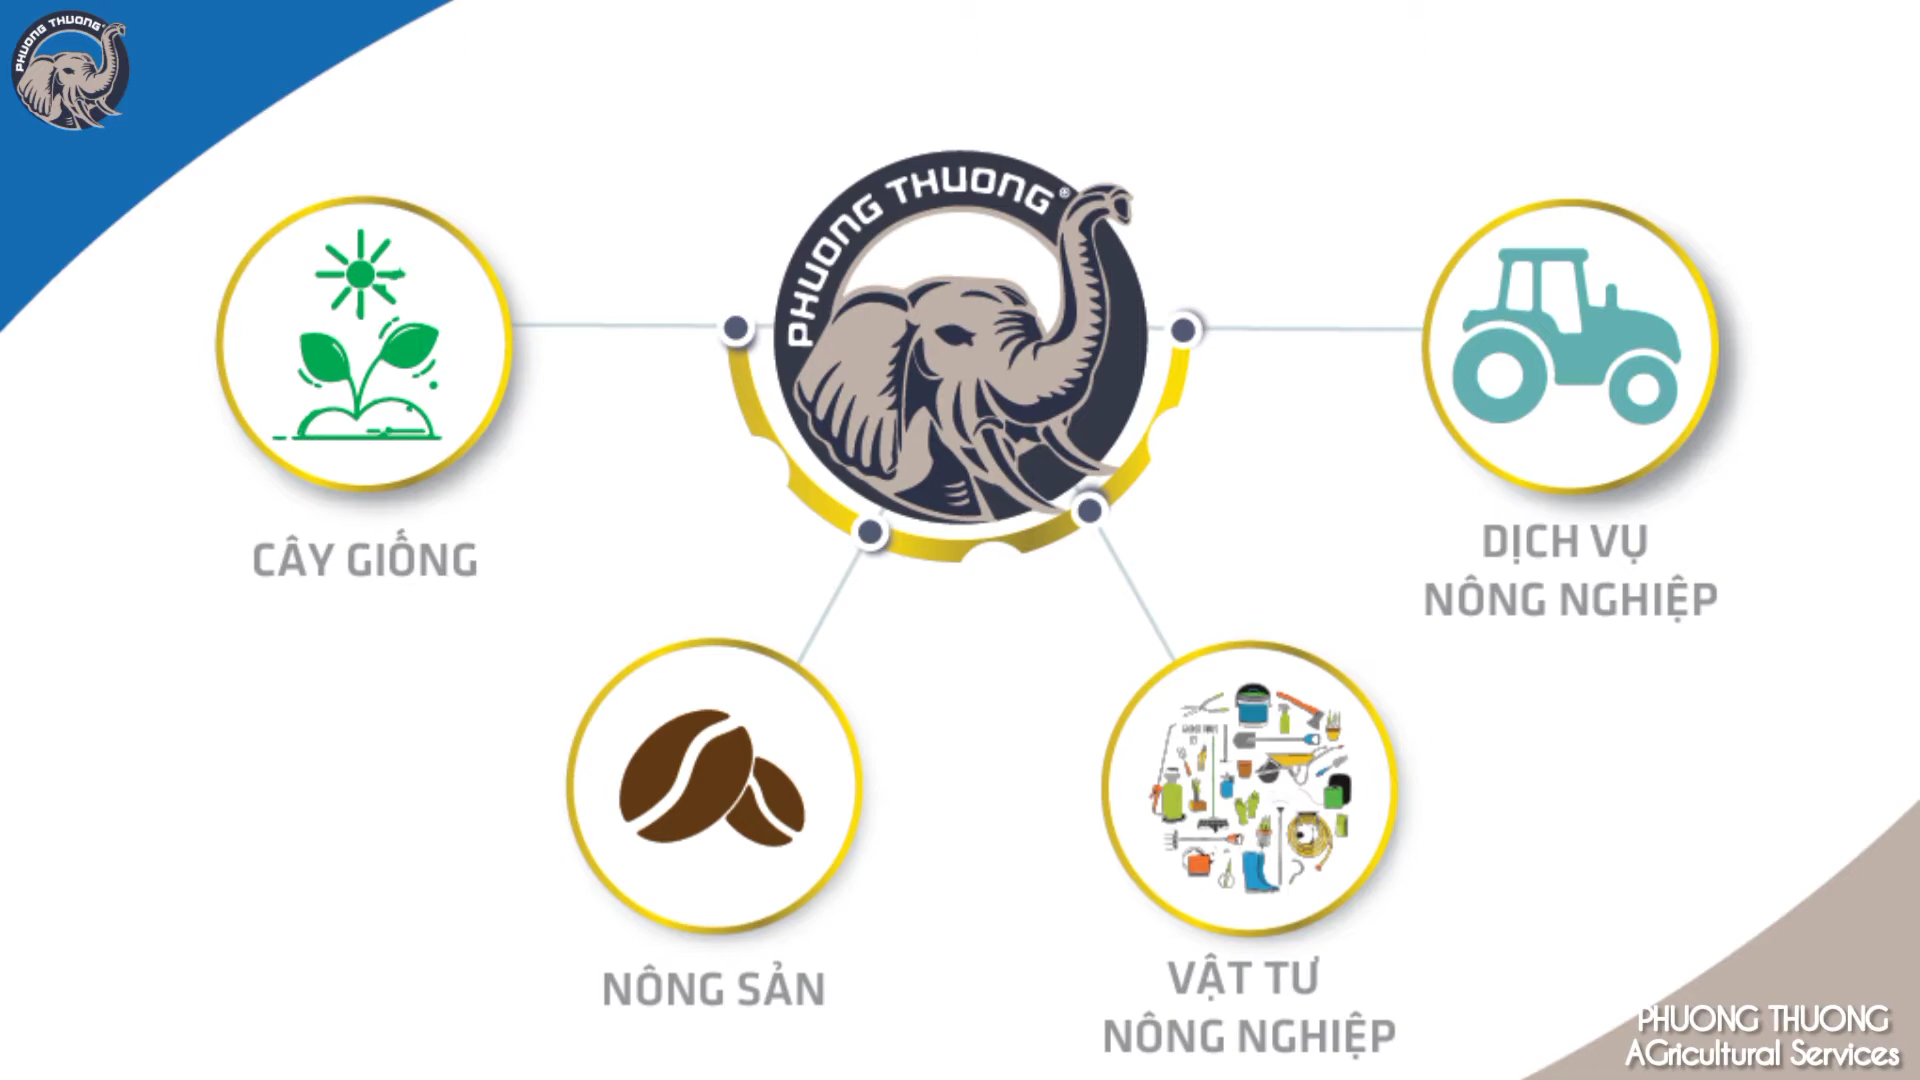 PHUONG THUONG
PHUONG THUONG®
CÂY GIỐNG
DỊCH VỤ
NÔNG NGHIỆP
NÔNG SẢN
VẬT TƯ
NÔNG NGHIỆP
PHUONG THUONG
AGricultural Services